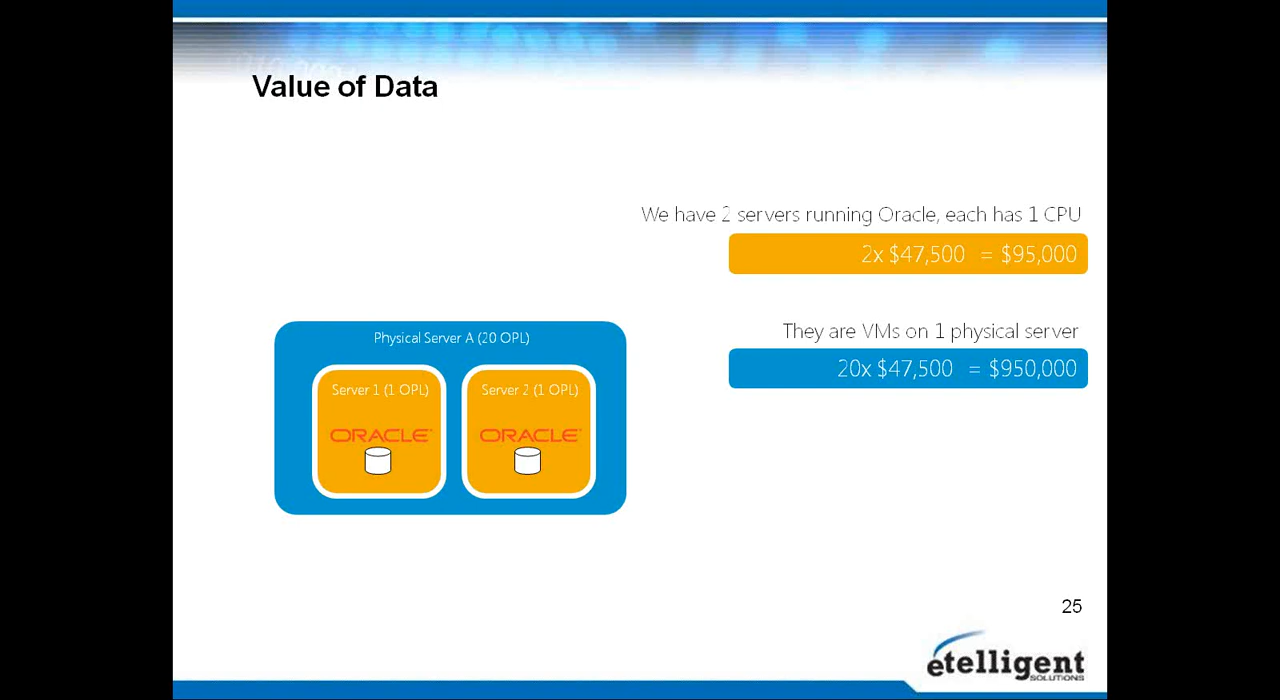 Value of Data
We have 2 servers running Oracle, each has 1 CPU
2x $47,500 = $95,000
They are VMs on 1 physical server
20x $47,500 = $950,000
Physical Server A (20 OPL)
Server 1 (1 OPL)
ORACLE
Server 2 (1 OPL)
ORACLE
25
etelligent
SOLUTIONS